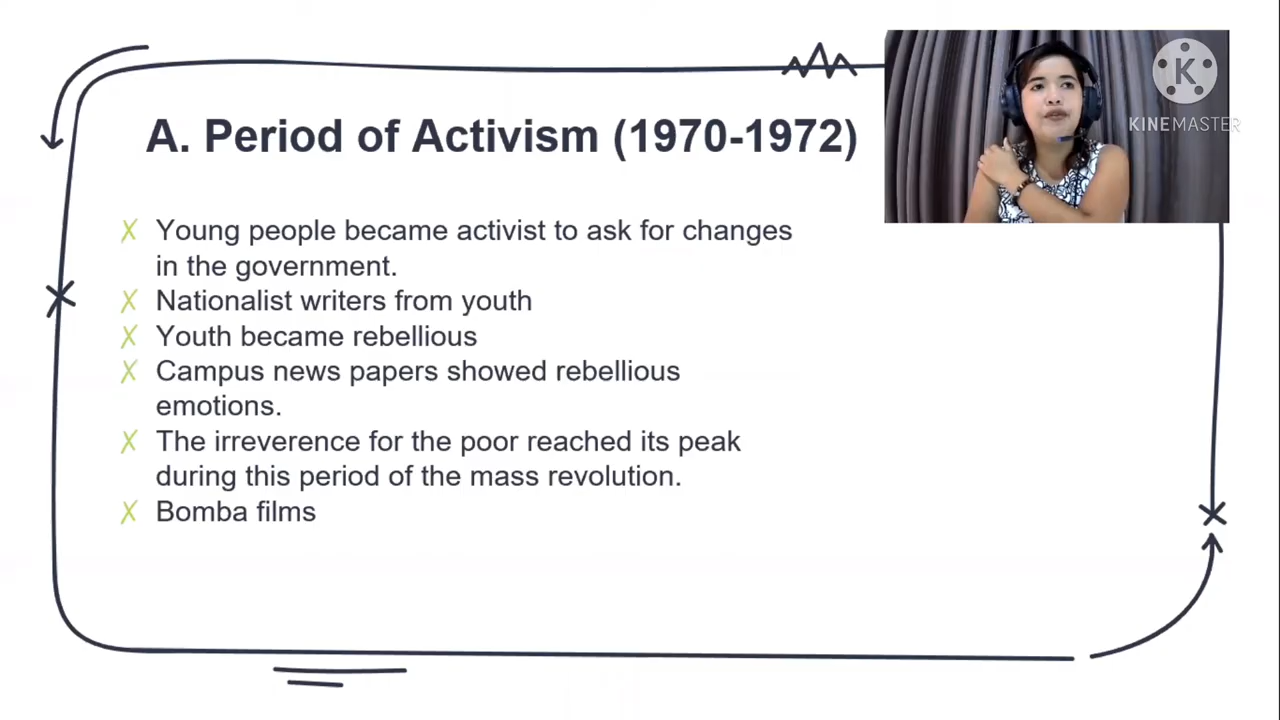 A. Period of Activism (1970-1972)
K
KINEMASTER
Young people became activist to ask for changes
in the government.
Nationalist writers from youth
Youth became rebellious
Campus news papers showed rebellious
emotions.
The irreverence for the poor reached its peak
during this period of the mass revolution.
Bomba films